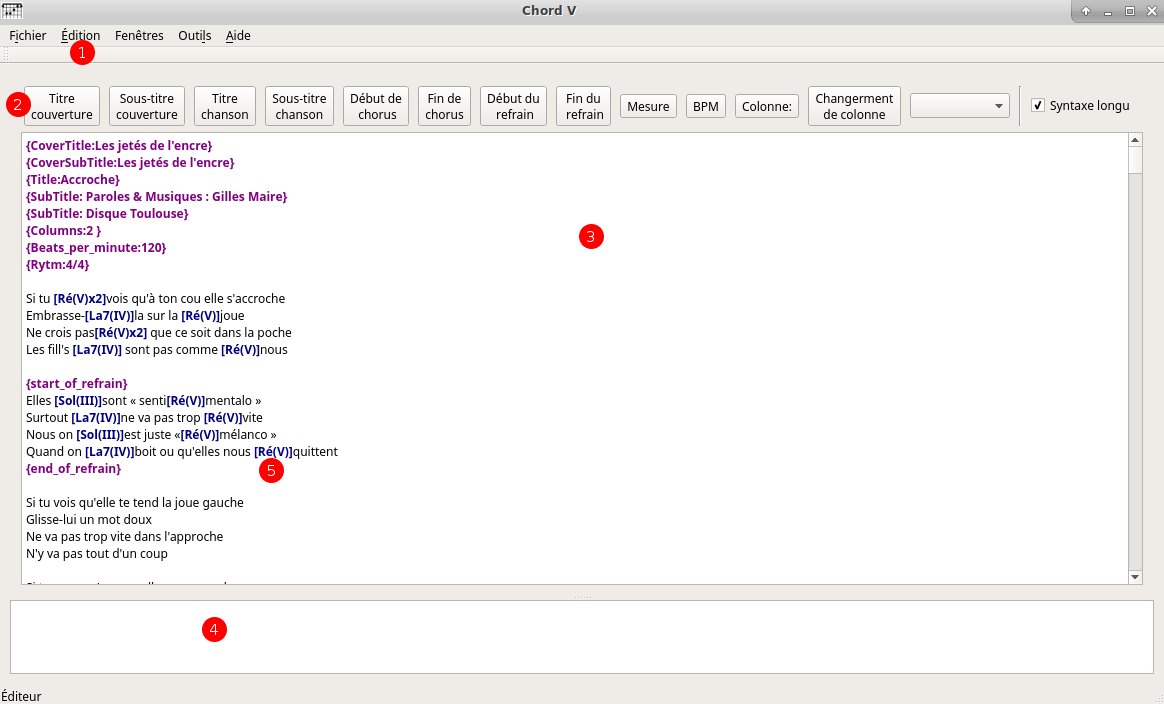 Chord V
Fichier Édition Fenêtres Outils Aide
1
2
Titre couverture
Sous-titre couverture
Titre chanson
Sous-titre chanson
Début de chorus
Fin de chorus
Début du refrain
Fin du refrain
Mesure
BPM
Colonne:
Changerment de colonne
Syntaxe longu
{CoverTitle:Les jetés de l'encre}
{CoverSubTitle:Les jetés de l'encre}
{Title:Accroche}
{SubTitle: Paroles & Musiques : Gilles Maire}
{SubTitle: Disque Toulouse}
{Columns:2 }
{Beats_per_minute:120}
{Rytm:4/4}
3
Si tu [Ré(V)x2]vois qu'à ton cou elle s'accroche
Embrasse-[La7(IV)]la sur la [Ré(V)]joue
Ne crois pas[Ré(V)x2] que ce soit dans la poche
Les fill's [La7(IV)] sont pas comme [Ré(V)]nous
{start_of_refrain}
Elles [Sol(III)]sont « senti[Ré(V)]mentalo »
Surtout [La7(IV)]ne va pas trop [Ré(V)]vite
Nous on [Sol(III)]est juste «[Ré(V)]mélanco »
Quand on [La7(IV)]boit ou qu'elles nous [Ré(V)]quittent
{end_of_refrain}
5
Si tu vois qu'elle te tend la joue gauche
Glisse-lui un mot doux
Ne va pas trop vite dans l'approche
N'y va pas tout d'un coup
4
Éditeur